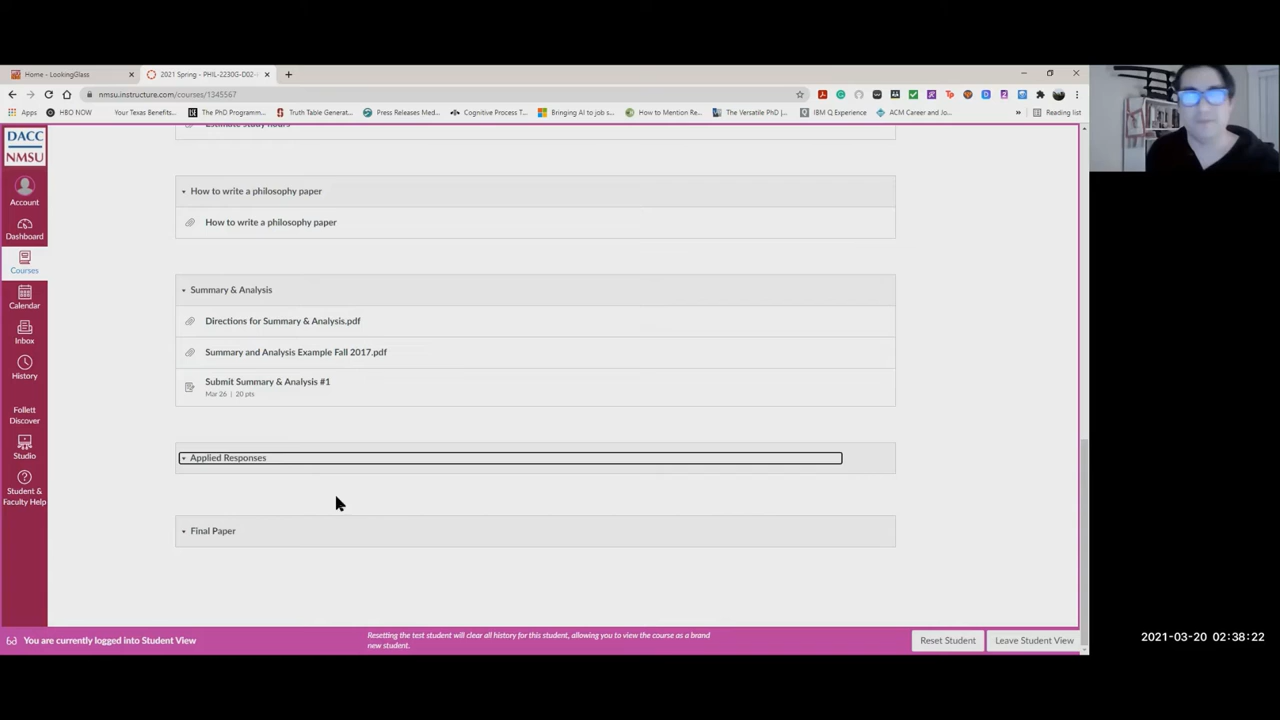 Home - LookingGlass
2021 Spring - PHIL-2230G-D02-
nmsu.instructure.com/courses/1345567
Apps HBO NOW Your Texas Benefits... The PhD Programm... Truth Table Generat... Press Releases Med... Cognitive Process T... Bringing AI to job s... How to Mention Re... The Versatile PhD |... IBM Q Experience ACM Career and Jo... » Reading list
DACC
NMSU
Account
Dashboard
Courses
Calendar
Inbox
History
Follett
Discover
Studio
Student &
Faculty Help
Estimate study hours
How to write a philosophy paper
How to write a philosophy paper
Summary & Analysis
Directions for Summary & Analysis.pdf
Summary and Analysis Example Fall 2017.pdf
Submit Summary & Analysis #1
Mar 26 | 20 pts
Applied Responses
Final Paper
You are currently logged into Student View
Resetting the test student will clear all history for this student, allowing you to view the course as a brand
new student.
Reset Student
Leave Student View
2021-03-20 02:38:22